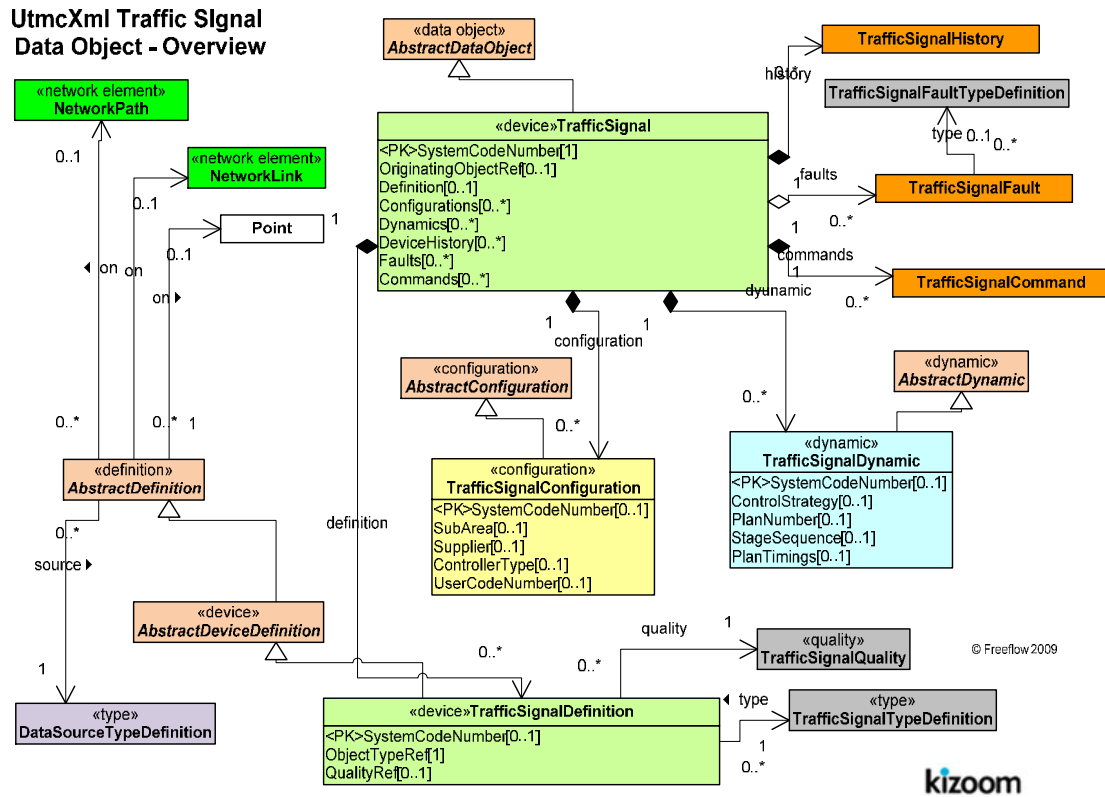 UtmcXml Traffic SIgnal
Data Object - Overview
«data object»
AbstractDataObject
TrafficSignalHistory
0..*
history
«network element»
NetworkPath
TrafficSignalFaultTypeDefinition
«device»TrafficSignal
type
0..1
0..*
0..1
«network element»
NetworkLink
<PK>SystemCodeNumber[1]
OriginatingObjectRef[0..1]
Definition[0..1]
Configurations[0..*]
Dynamics[0..*]
DeviceHistory[0..*]
Faults[0..*]
Commands[0..*]
faults
1
TrafficSignalFault
0..1
Point
1
0..*
1
0..1
on
on
on
commands
1
TrafficSignalCommand
dyunamic
0..*
1
configuration
1
«configuration»
AbstractConfiguration
«dynamic»
AbstractDynamic
0..*
0..*
1
0..*
0..*
«definition»
AbstractDefinition
«configuration»
TrafficSignalConfiguration
<PK>SystemCodeNumber[0..1]
SubArea[0..1]
Supplier[0..1]
ControllerType[0..1]
UserCodeNumber[0..1]
«dynamic»
TrafficSignalDynamic
<PK>SystemCodeNumber[0..1]
ControlStrategy[0..1]
PlanNumber[0..1]
StageSequence[0..1]
PlanTimings[0..1]
definition
0..*
source
«device»
AbstractDeviceDefinition
quality
1
0..*
0..*
«quality»
TrafficSignalQuality
© Freeflow 2009
1
«type»
DataSourceTypeDefinition
«device»TrafficSignalDefinition
<PK>SystemCodeNumber[0..1]
ObjectTypeRef[1]
QualityRef[0..1]
type
«type»
TrafficSignalTypeDefinition
1
0..*
kizoom